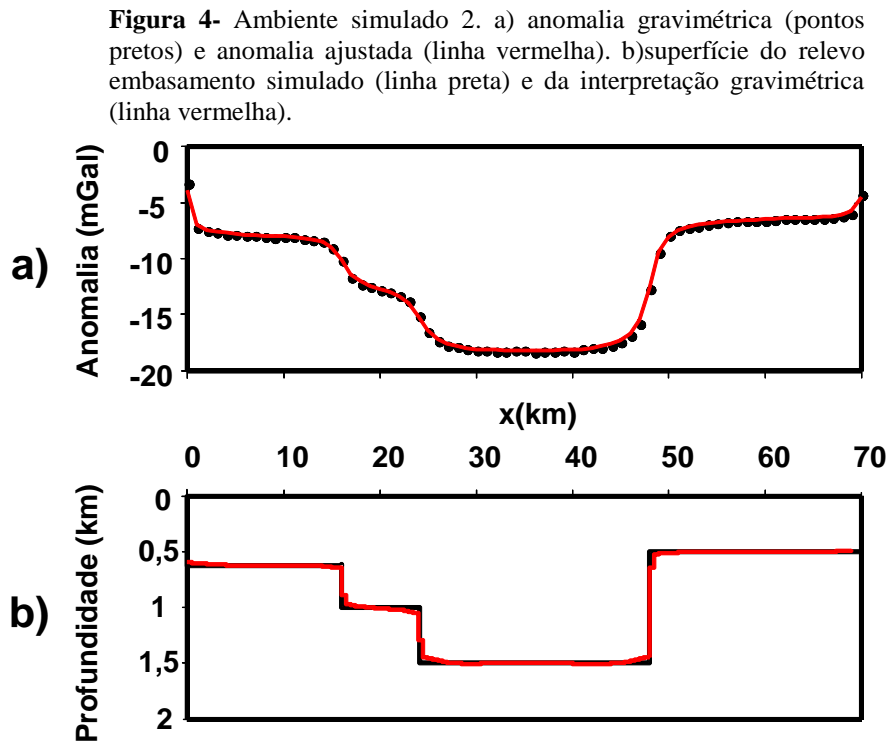 Figura 4- Ambiente simulado 2. a) anomalia gravimétrica (pontos
pretos) e anomalia ajustada (linha vermelha). b)superfície do relevo
embasamento simulado (linha preta) e da interpretação gravimétrica
(linha vermelha).
a)
Anomalia (mGal)
0
-5
-10
-15
-20
x(km)
0 10 20 30 40 50 60 70
b)
Profundidade (km)
0
0,5
1
1,5
2